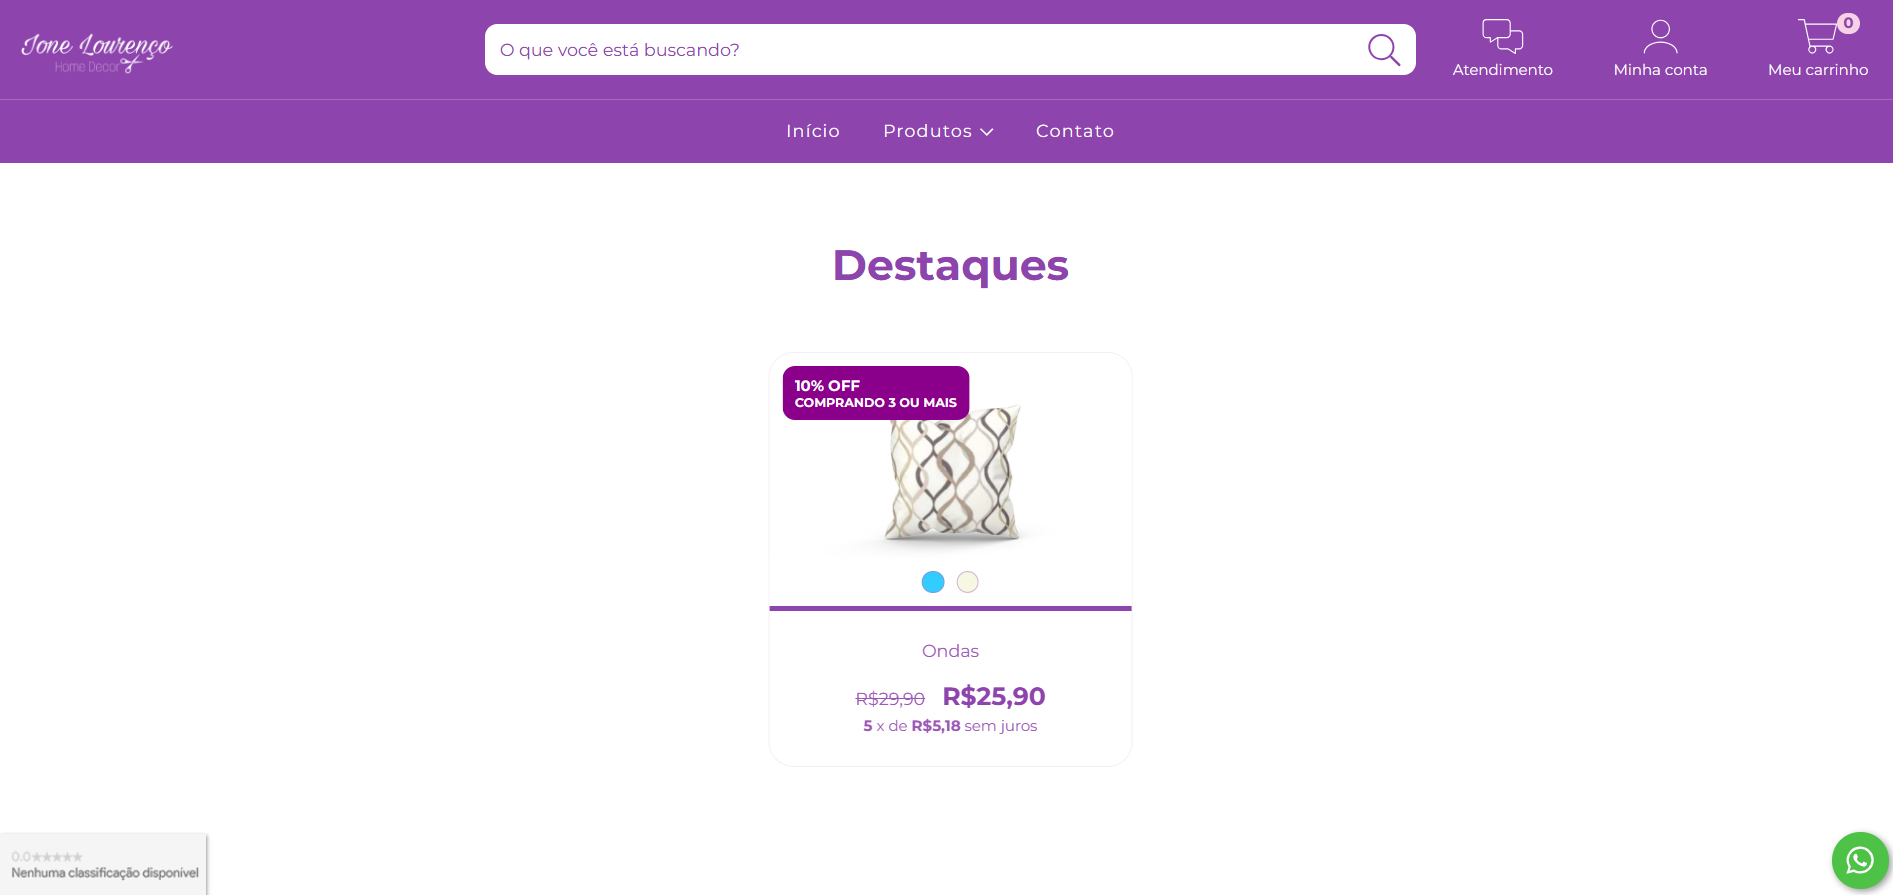 Ione Lourenço
Home Decor
O que você está buscando?
Atendimento
Minha conta
0
Meu carrinho
Início
Produtos
Contato
Destaques
10% OFF
COMPRANDO 3 OU MAIS
Ondas
R$29,90 R$25,90
5 x de R$5,18 sem juros
0.0★★★★★
Nenhuma classificação disponível